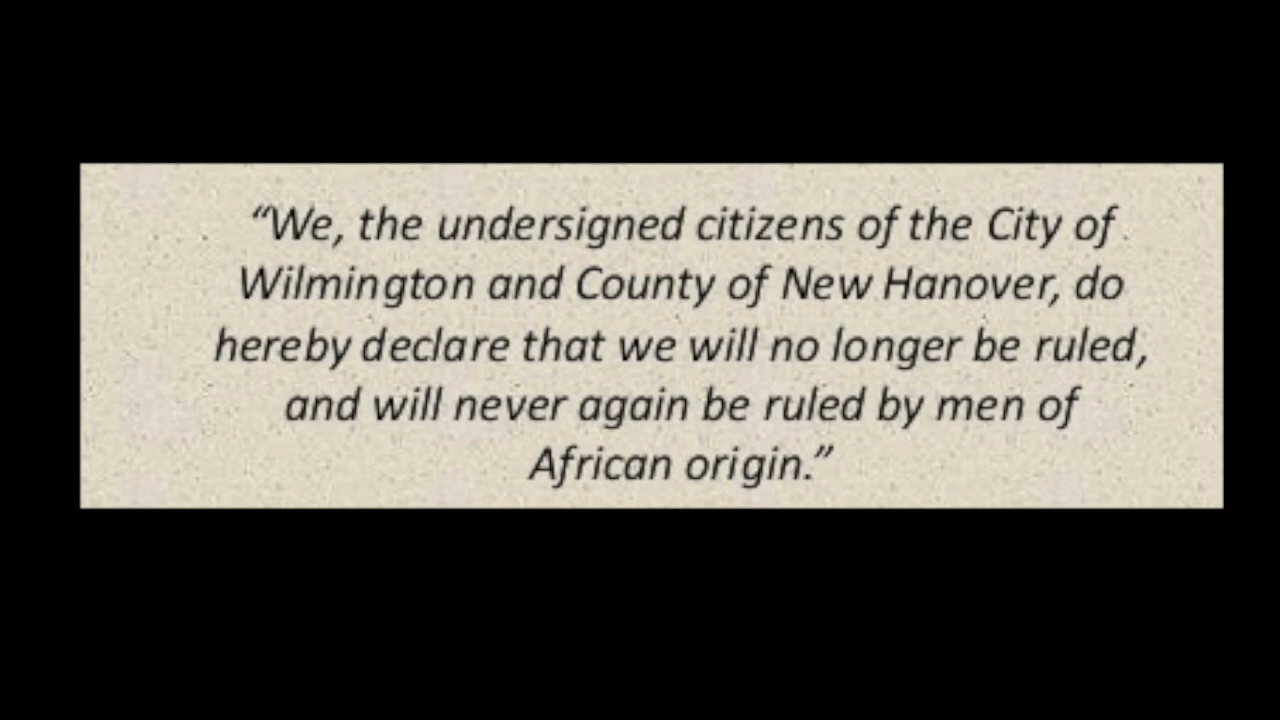 “We, the undersigned citizens of the City of
Wilmington and County of New Hanover, do
hereby declare that we will no longer be ruled,
and will never again be ruled by men of
African origin.”